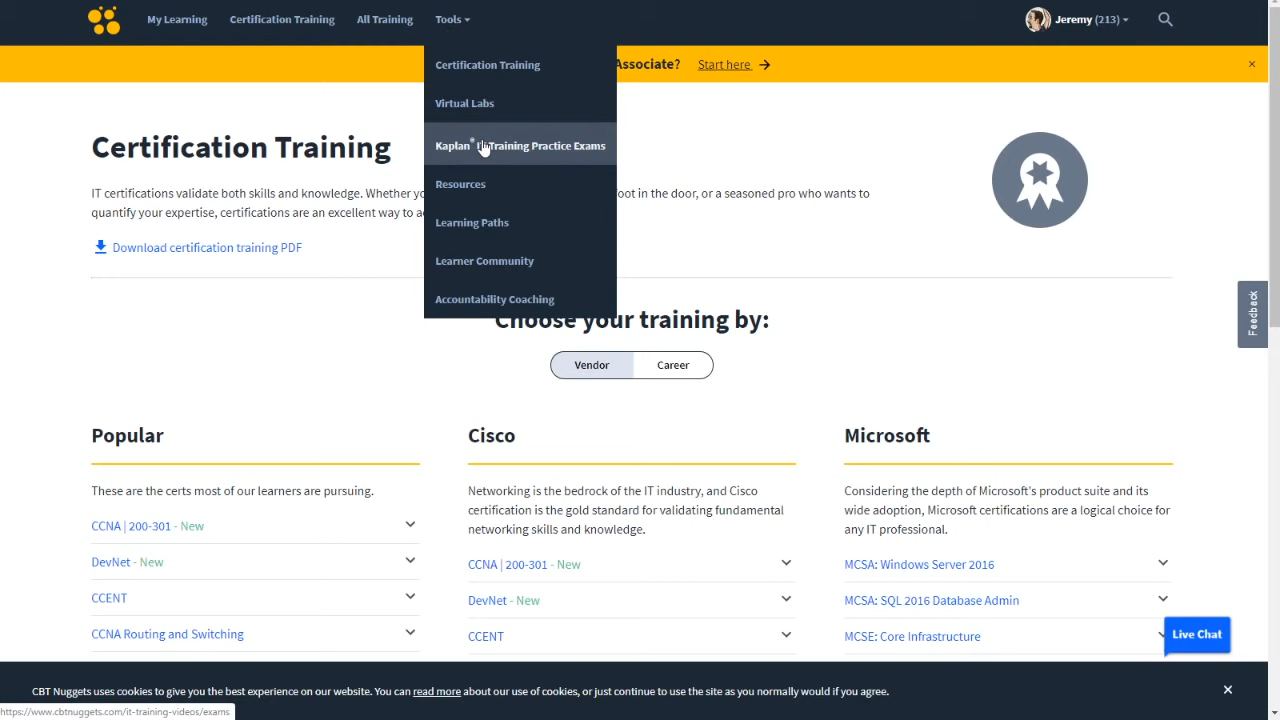 My Learning
Certification Training
All Training
Tools
Jeremy (213)
Associate? Start here
Certification Training
Virtual Labs
Kaplan® Training Practice Exams
Resources
Learning Paths
Learner Community
Accountability Coaching
Certification Training
IT certifications validate both skills and knowledge. Whether foot in the door, or a seasoned pro who wants to
quantify your expertise, certifications are an excellent way to
Download certification training PDF
Choose your training by:
Vendor
Career
Feedback
Popular
These are the certs most of our learners are pursuing.
CCNA | 200-301 - New
DevNet - New
CCENT
CCNA Routing and Switching
Cisco
Networking is the bedrock of the IT industry, and Cisco
certification is the gold standard for validating fundamental
networking skills and knowledge.
CCNA | 200-301 - New
DevNet - New
CCENT
Microsoft
Considering the depth of Microsoft's product suite and its
wide adoption, Microsoft certifications are a logical choice for
any IT professional.
MCSA: Windows Server 2016
MCSA: SQL 2016 Database Admin
MCSE: Core Infrastructure
Live Chat
CBT Nuggets uses cookies to give you the best experience on our website. You can read more about our use of cookies, or just continue to use the site as you normally would if you agree.
https://www.cbtnuggets.com/it-training-videos/exams